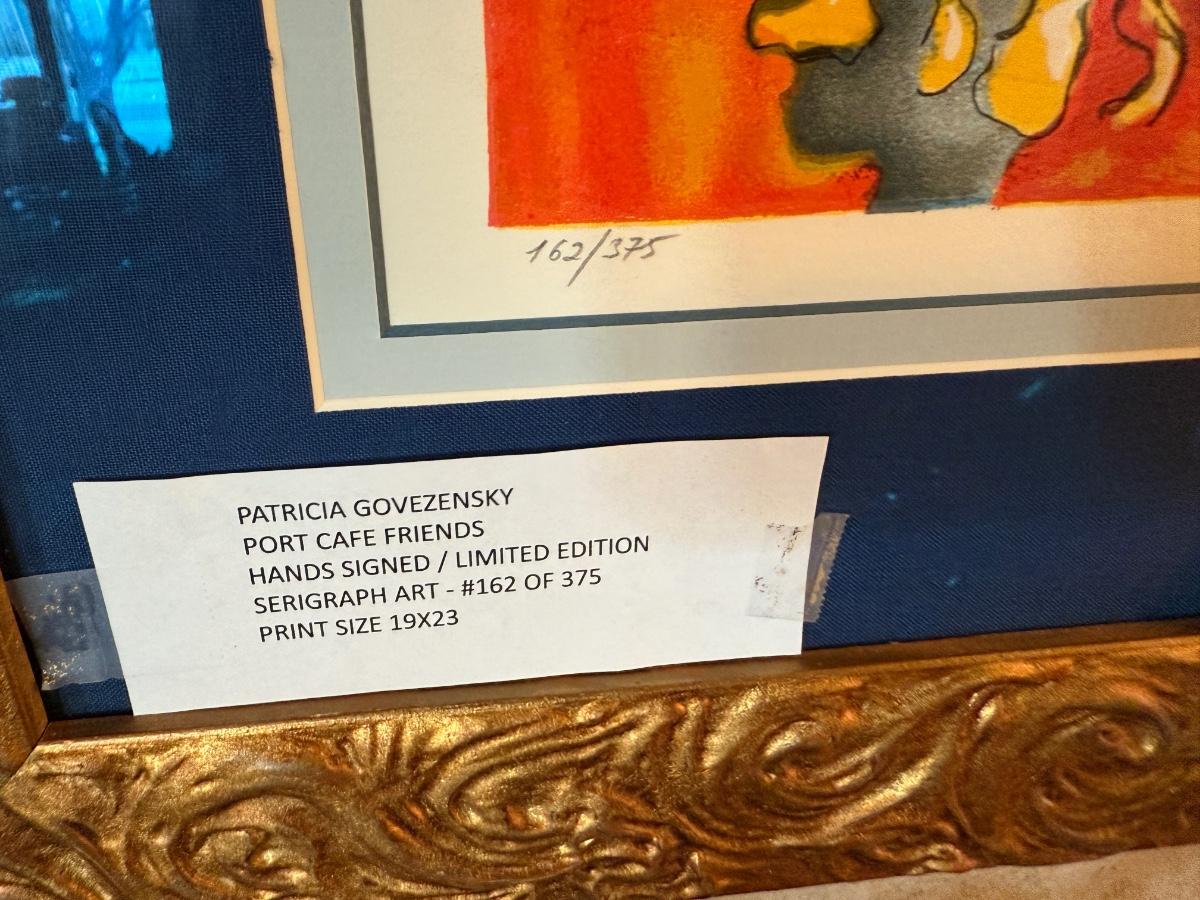 162/375
PATRICIA GOVEZENSKY
PORT CAFE FRIENDS
HANDS SIGNED / LIMITED EDITION
SERIGRAPH ART - #162 OF 375
PRINT SIZE 19X23